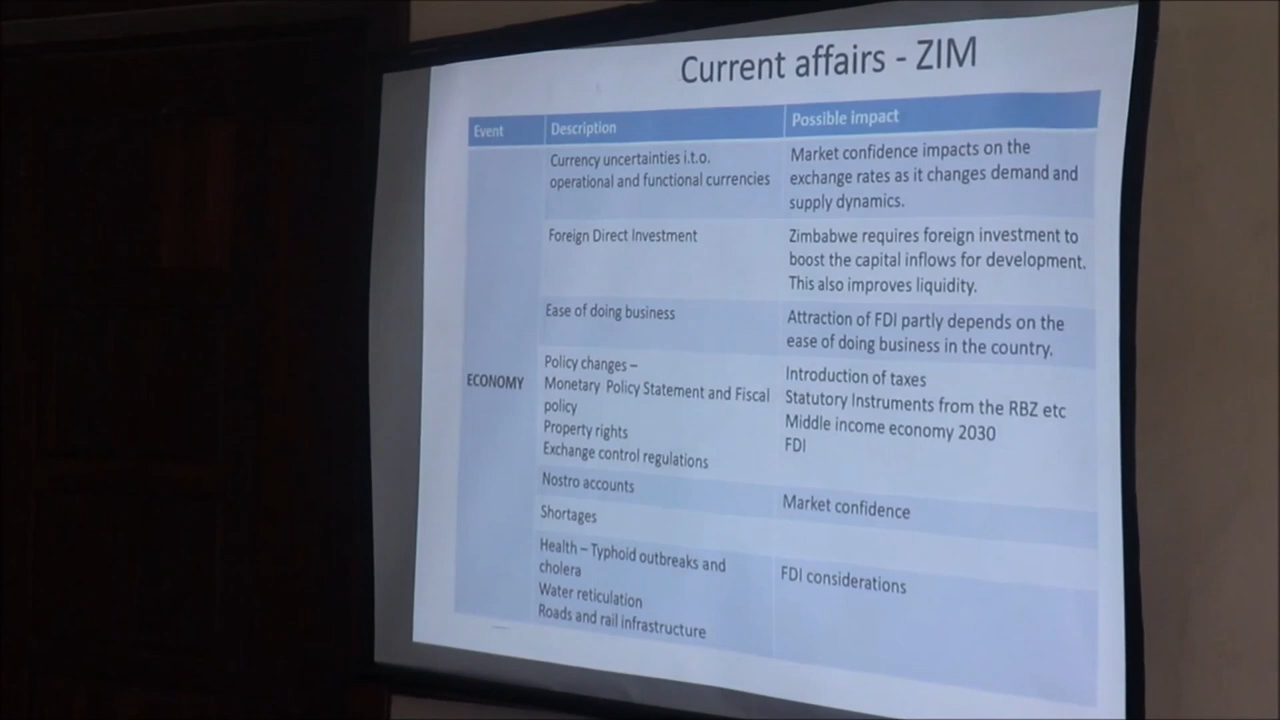 Current affairs - ZIM
Event Description Possible impact
Currency uncertainties i.t.o.
operational and functional currencies
Market confidence impacts on the
exchange rates as it changes demand and
supply dynamics.
Foreign Direct Investment
Zimbabwe requires foreign investment to
boost the capital inflows for development.
This also improves liquidity.
Ease of doing business
Attraction of FDI partly depends on the
ease of doing business in the country.
ECONOMY
Policy changes –
Monetary Policy Statement and Fiscal
policy
Property rights
Exchange control regulations
Introduction of taxes
Statutory Instruments from the RBZ etc
Middle income economy 2030
FDI
Nostro accounts
Market confidence
Shortages
Health – Typhoid outbreaks and
cholera
Water reticulation
Roads and rail infrastructure
FDI considerations